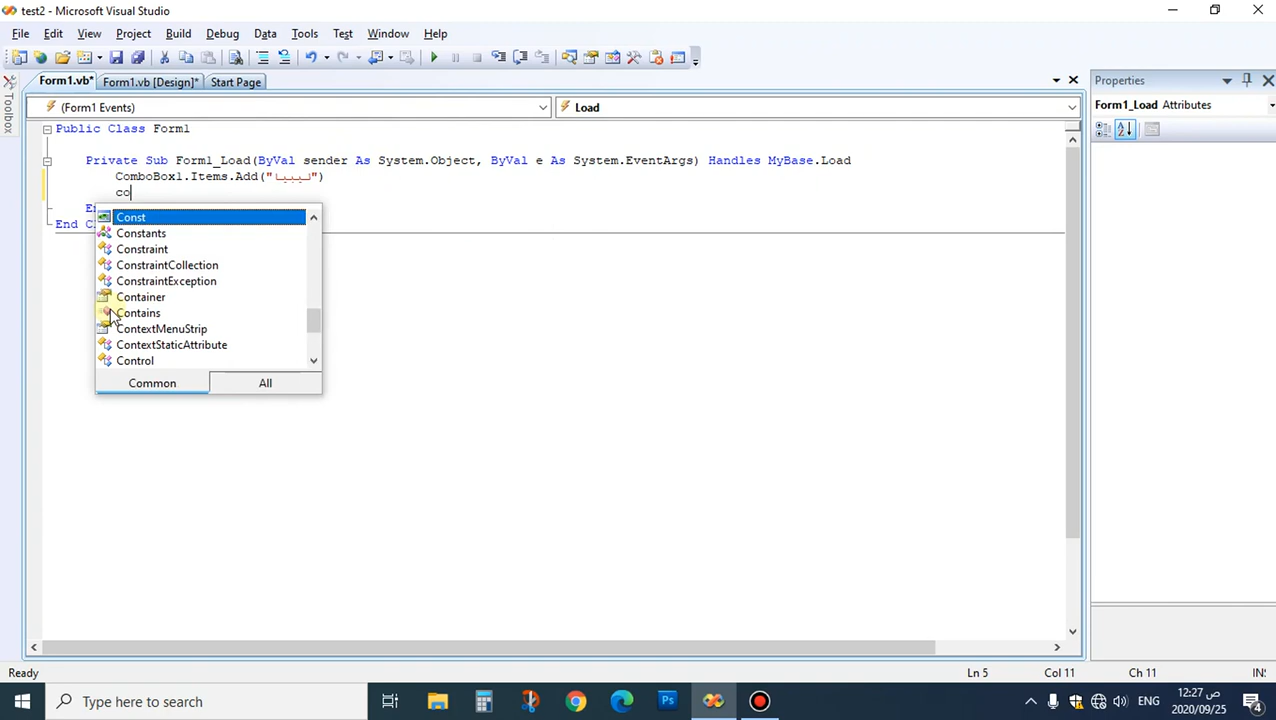 test2 - Microsoft Visual Studio
File Edit View Project Build Debug Data Tools Test Window Help
Form1.vb* Form1.vb [Design]* Start Page
Properties
(Form1 Events) Load
Form1_Load Attributes
Toolbox
Public Class Form1
Private Sub Form1_Load(ByVal sender As System.Object, ByVal e As System.EventArgs) Handles MyBase.Load
ComboBox1.Items.Add("ليبيا")
co
E
End C
Const
Constants
Constraint
ConstraintCollection
ConstraintException
Container
Contains
ContextMenuStrip
ContextStaticAttribute
Control
Common All
Ready Ln 5 Col 11 Ch 11 INS
Type here to search
ENG
12:27 ص
2020/09/25
4